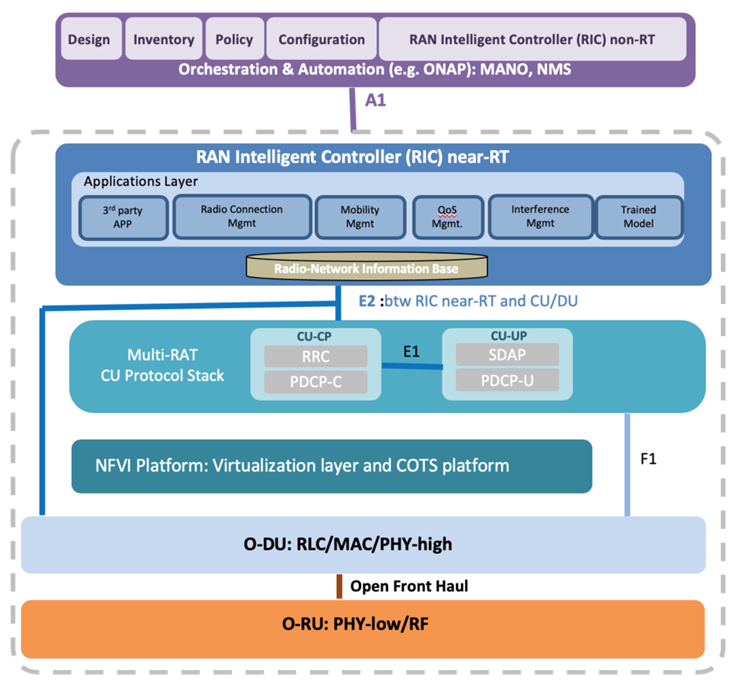 Design
Inventory
Policy
Configuration
RAN Intelligent Controller (RIC) non-RT
Orchestration & Automation (e.g. ONAP): MANO, NMS
A1
RAN Intelligent Controller (RIC) near-RT
Applications Layer
3rd party
APP
Radio Connection
Mgmt
Mobility
Mgmt
QoS
Mgmt.
Interference
Mgmt
Trained
Model
Radio-Network Information Base
E2 :btw RIC near-RT and CU/DU
Multi-RAT
CU Protocol Stack
CU-CP
RRC
PDCP-C
E1
CU-UP
SDAP
PDCP-U
NFVI Platform: Virtualization layer and COTS platform
F1
O-DU: RLC/MAC/PHY-high
Open Front Haul
O-RU: PHY-low/RF